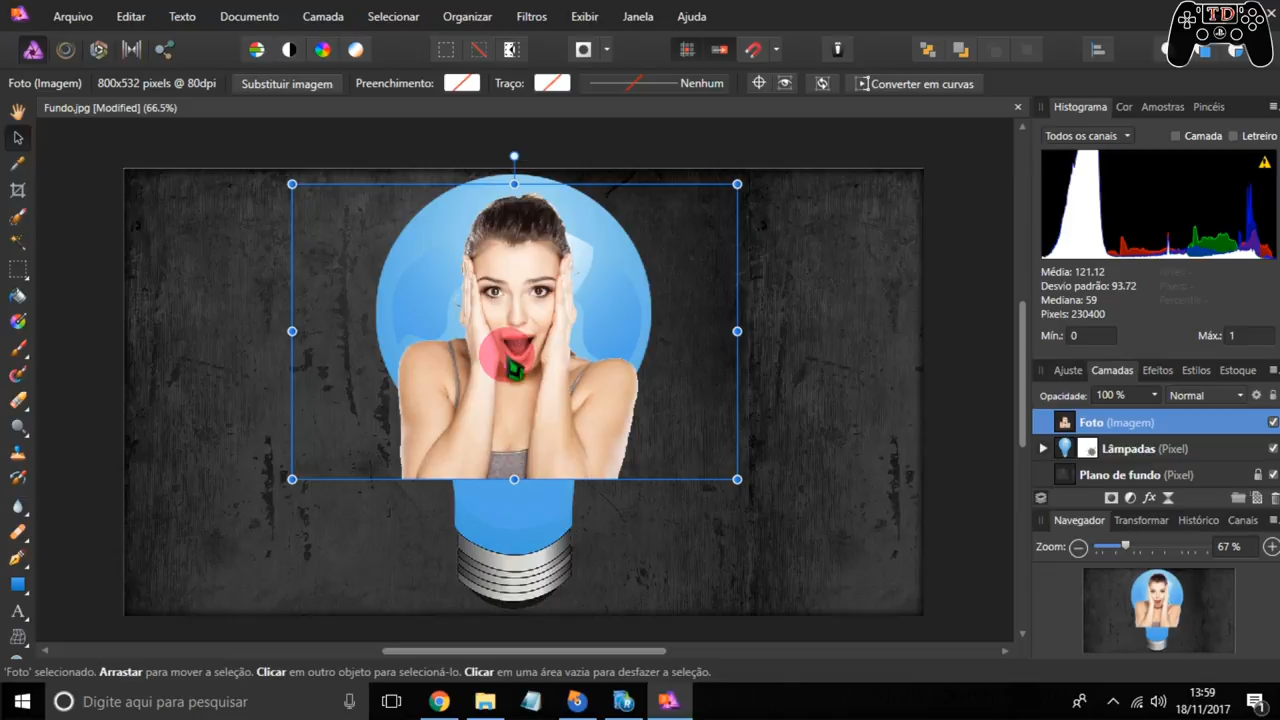 Arquivo Editar Texto Documento Camada Selecionar Organizar Filtros Exibir Janela Ajuda
TD
Foto (Imagem) 800x532 pixels @ 80dpi Substituir imagem Preenchimento: Traço: Nenhum Converter em curvas
Fundo.jpg [Modified] (66.5%)
Histograma Cor Amostras Pincéis
Todos os canais Camada Letreiro
Média: 121.12
Desvio padrão: 93.72
Mediana: 59
Pixeis: 230400
Mín.: 0 Máx.: 1
Ajuste Camadas Efeitos Estilos Estoque
Opacidade: 100 % Normal
Foto (Imagem)
Lâmpadas (Pixel)
Plano de fundo (Pixel)
Navegador Transformar Histórico Canais
Zoom: 67 %
'Foto' selecionado. Arrastar para mover a seleção. Clicar em outro objeto para selecioná-lo. Clicar em uma área vazia para desfazer a seleção.
Digite aqui para pesquisar
13:59
18/11/2017